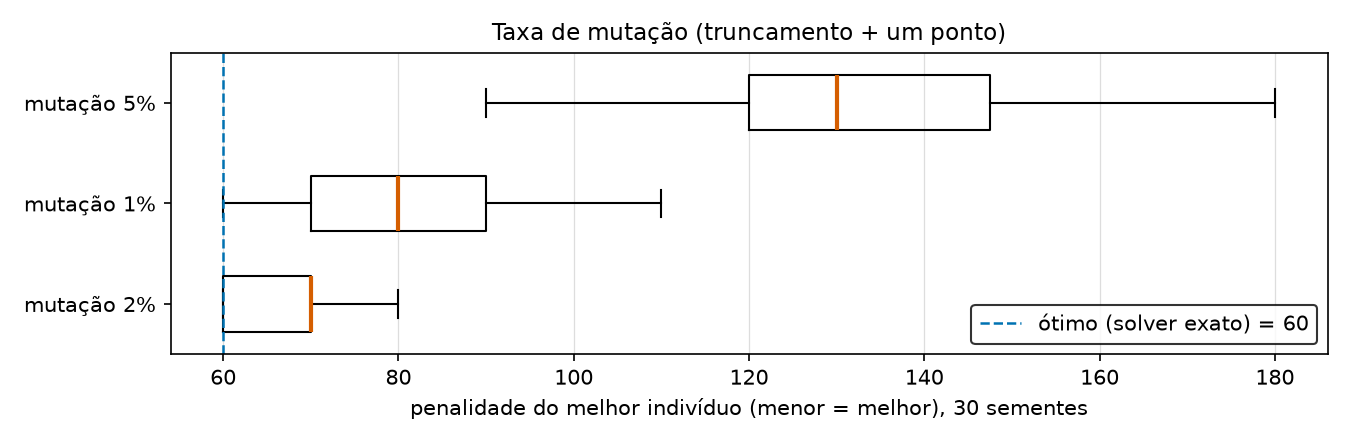 Taxa de mutação (truncamento + um ponto)
mutação 5%
mutação 1%
mutação 2%
ótimo (solver exato) = 60
60 80 100 120 140 160 180
penalidade do melhor indivíduo (menor = melhor), 30 sementes